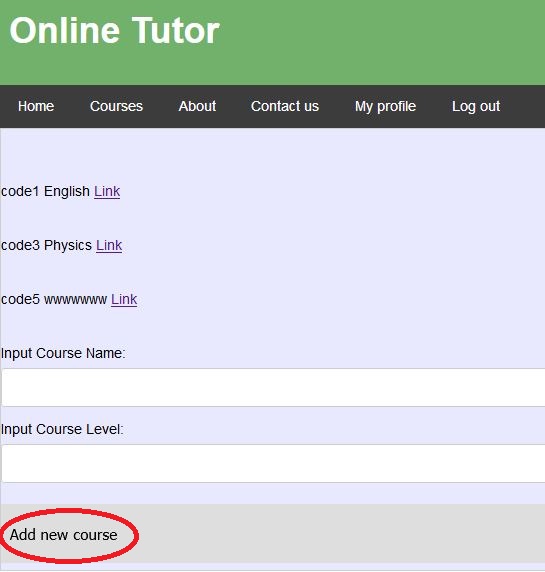 Online Tutor
Home Courses About Contact us My profile Log out
code1 English Link
code3 Physics Link
code5 wwwwwww Link
Input Course Name:
Input Course Level:
Add new course